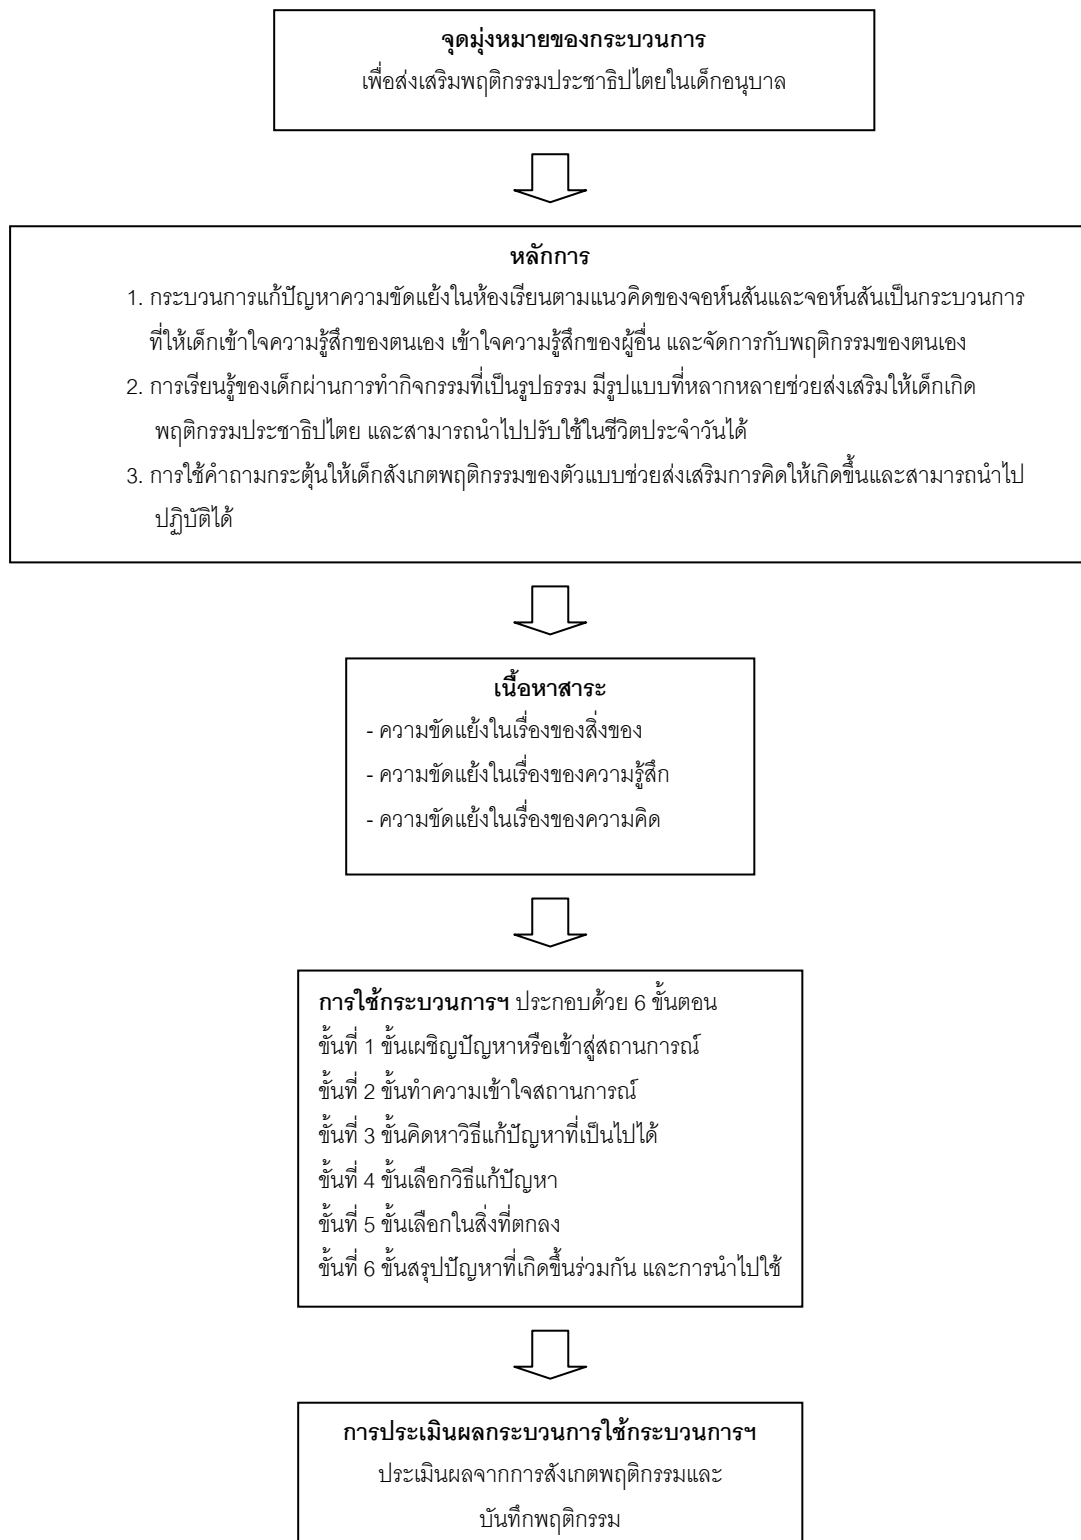 จุดมุ่งหมายของกระบวนการ
เพื่อส่งเสริมพฤติกรรมประชาธิปไตยในเด็กอนุบาล
หลักการ
1. กระบวนการแก้ปัญหาความขัดแย้งในห้องเรียนตามแนวคิดของจอห์นสันและจอห์นสันเป็นกระบวนการ
ที่ให้เด็กเข้าใจความรู้สึกของตนเอง เข้าใจความรู้สึกของผู้อื่น และจัดการกับพฤติกรรมของตนเอง
2. การเรียนรู้ของเด็กผ่านการทำกิจกรรมที่เป็นรูปธรรม มีรูปแบบที่หลากหลายช่วยส่งเสริมให้เด็กเกิด
พฤติกรรมประชาธิปไตย และสามารถนำไปปรับใช้ในชีวิตประจำวันได้
3. การใช้คำถามกระตุ้นให้เด็กสังเกตพฤติกรรมของตัวแบบช่วยส่งเสริมการคิดให้เกิดขึ้นและสามารถนำไป
ปฏิบัติได้
เนื้อหาสาระ
- ความขัดแย้งในเรื่องของสิ่งของ
- ความขัดแย้งในเรื่องของความรู้สึก
- ความขัดแย้งในเรื่องของความคิด
การใช้กระบวนการฯ ประกอบด้วย 6 ขั้นตอน
ขั้นที่ 1 ขั้นเผชิญปัญหาหรือเข้าสู่สถานการณ์
ขั้นที่ 2 ขั้นทำความเข้าใจสถานการณ์
ขั้นที่ 3 ขั้นคิดหาวิธีแก้ปัญหาที่เป็นไปได้
ขั้นที่ 4 ขั้นเลือกวิธีแก้ปัญหา
ขั้นที่ 5 ขั้นเลือกในสิ่งที่ตกลง
ขั้นที่ 6 ขั้นสรุปปัญหาที่เกิดขึ้นร่วมกัน และการนำไปใช้
การประเมินผลกระบวนการใช้กระบวนการฯ
ประเมินผลจากการสังเกตพฤติกรรมและ
บันทึกพฤติกรรม